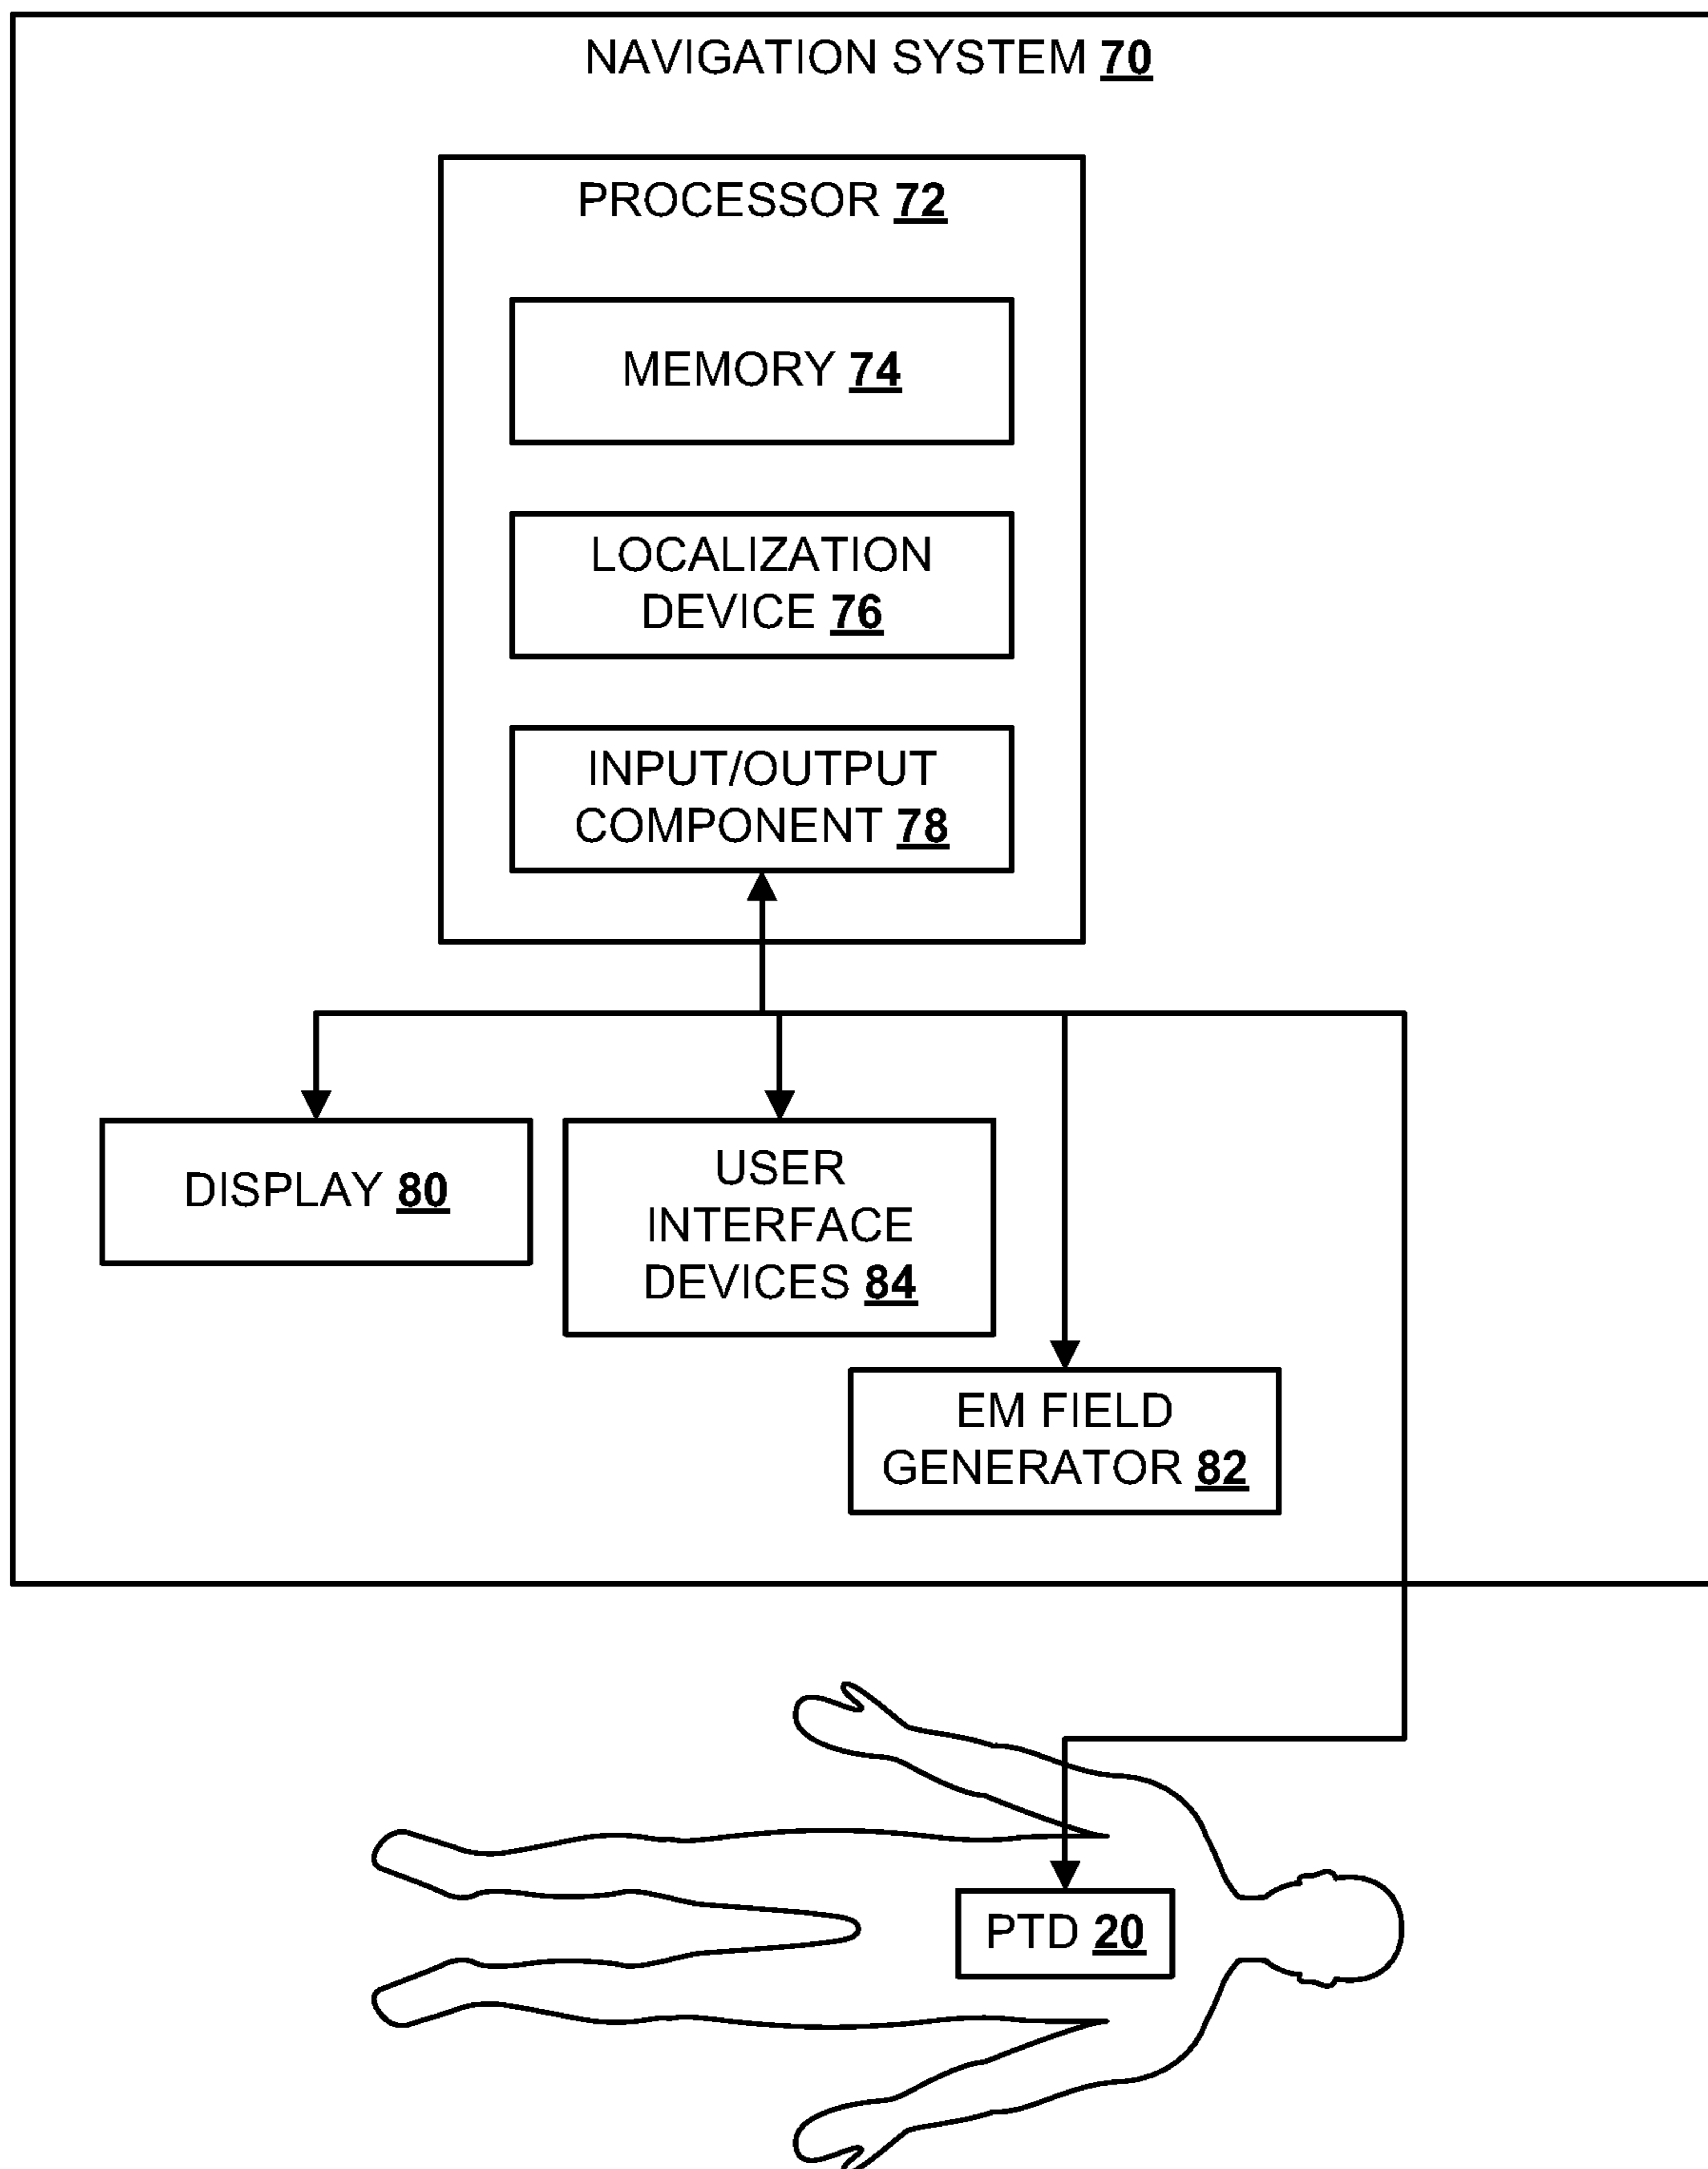 NAVIGATION SYSTEM 70
PROCESSOR 72
MEMORY 74
LOCALIZATION
DEVICE 76
INPUT/OUTPUT
COMPONENT 78
DISPLAY 80
USER
INTERFACE
DEVICES 84
EM FIELD
GENERATOR 82
PTD 20